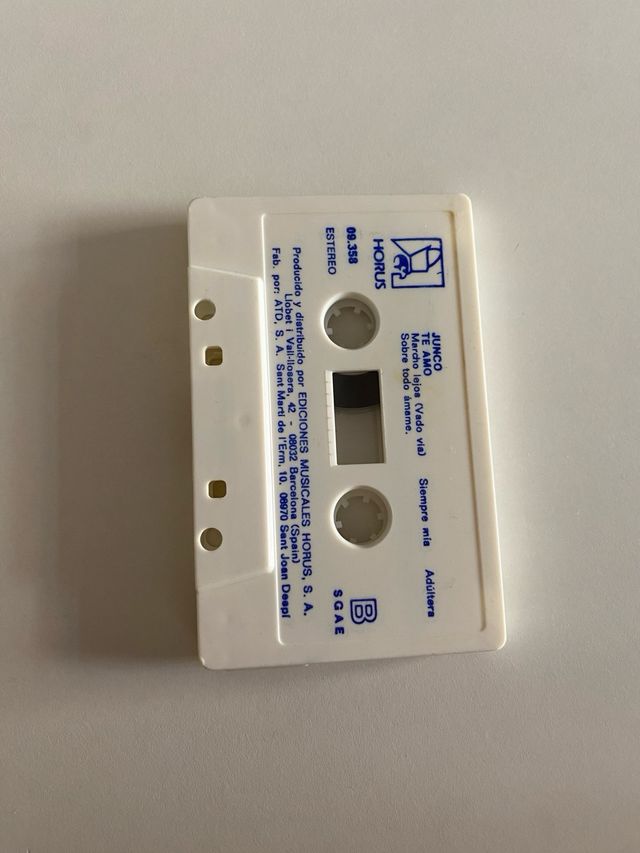 HORUS
JUNCO
TE AMO
Marcho lejos (Vado via) Siempre mía Adúltera
Sobre todo ámame.
09.358
ESTEREO
B
SGAE
Producido y distribuido por EDICIONES MUSICALES HORUS, S. A.
Llobet i Vall-llosera, 42 - 08032 Barcelona (Spain)
Fab. por: ATD, S. A. Sant Martí de l'Erm, 10. 08970 Sant Joan Despí